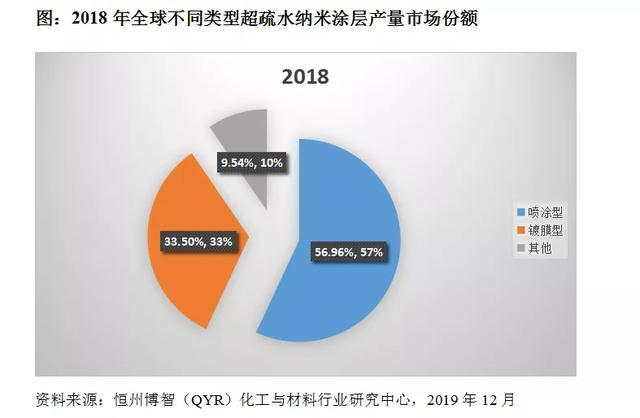 图：2018 年全球不同类型超疏水纳米涂层产量市场份额
2018
9.54%, 10%
33.50%, 33%
56.96%, 57%
喷涂型
镀膜型
其他
资料来源：恒州博智（QYR）化工与材料行业研究中心，2019 年 12 月